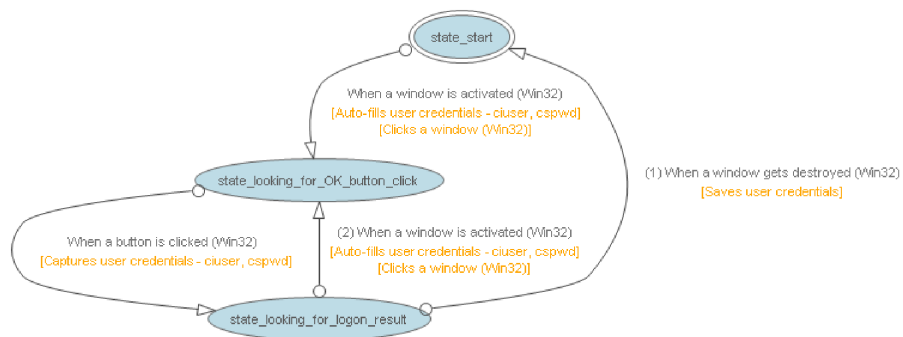 state_start
When a window is activated (Win32)
[Auto-fills user credentials - ciuser, cspwd]
[Clicks a window (Win32)]
state_looking_for_OK_button_click
(1) When a window gets destroyed (Win32)
[Saves user credentials]
When a button is clicked (Win32)
[Captures user credentials - ciuser, cspwd]
(2) When a window is activated (Win32)
[Auto-fills user credentials - ciuser, cspwd]
[Clicks a window (Win32)]
state_looking_for_logon_result